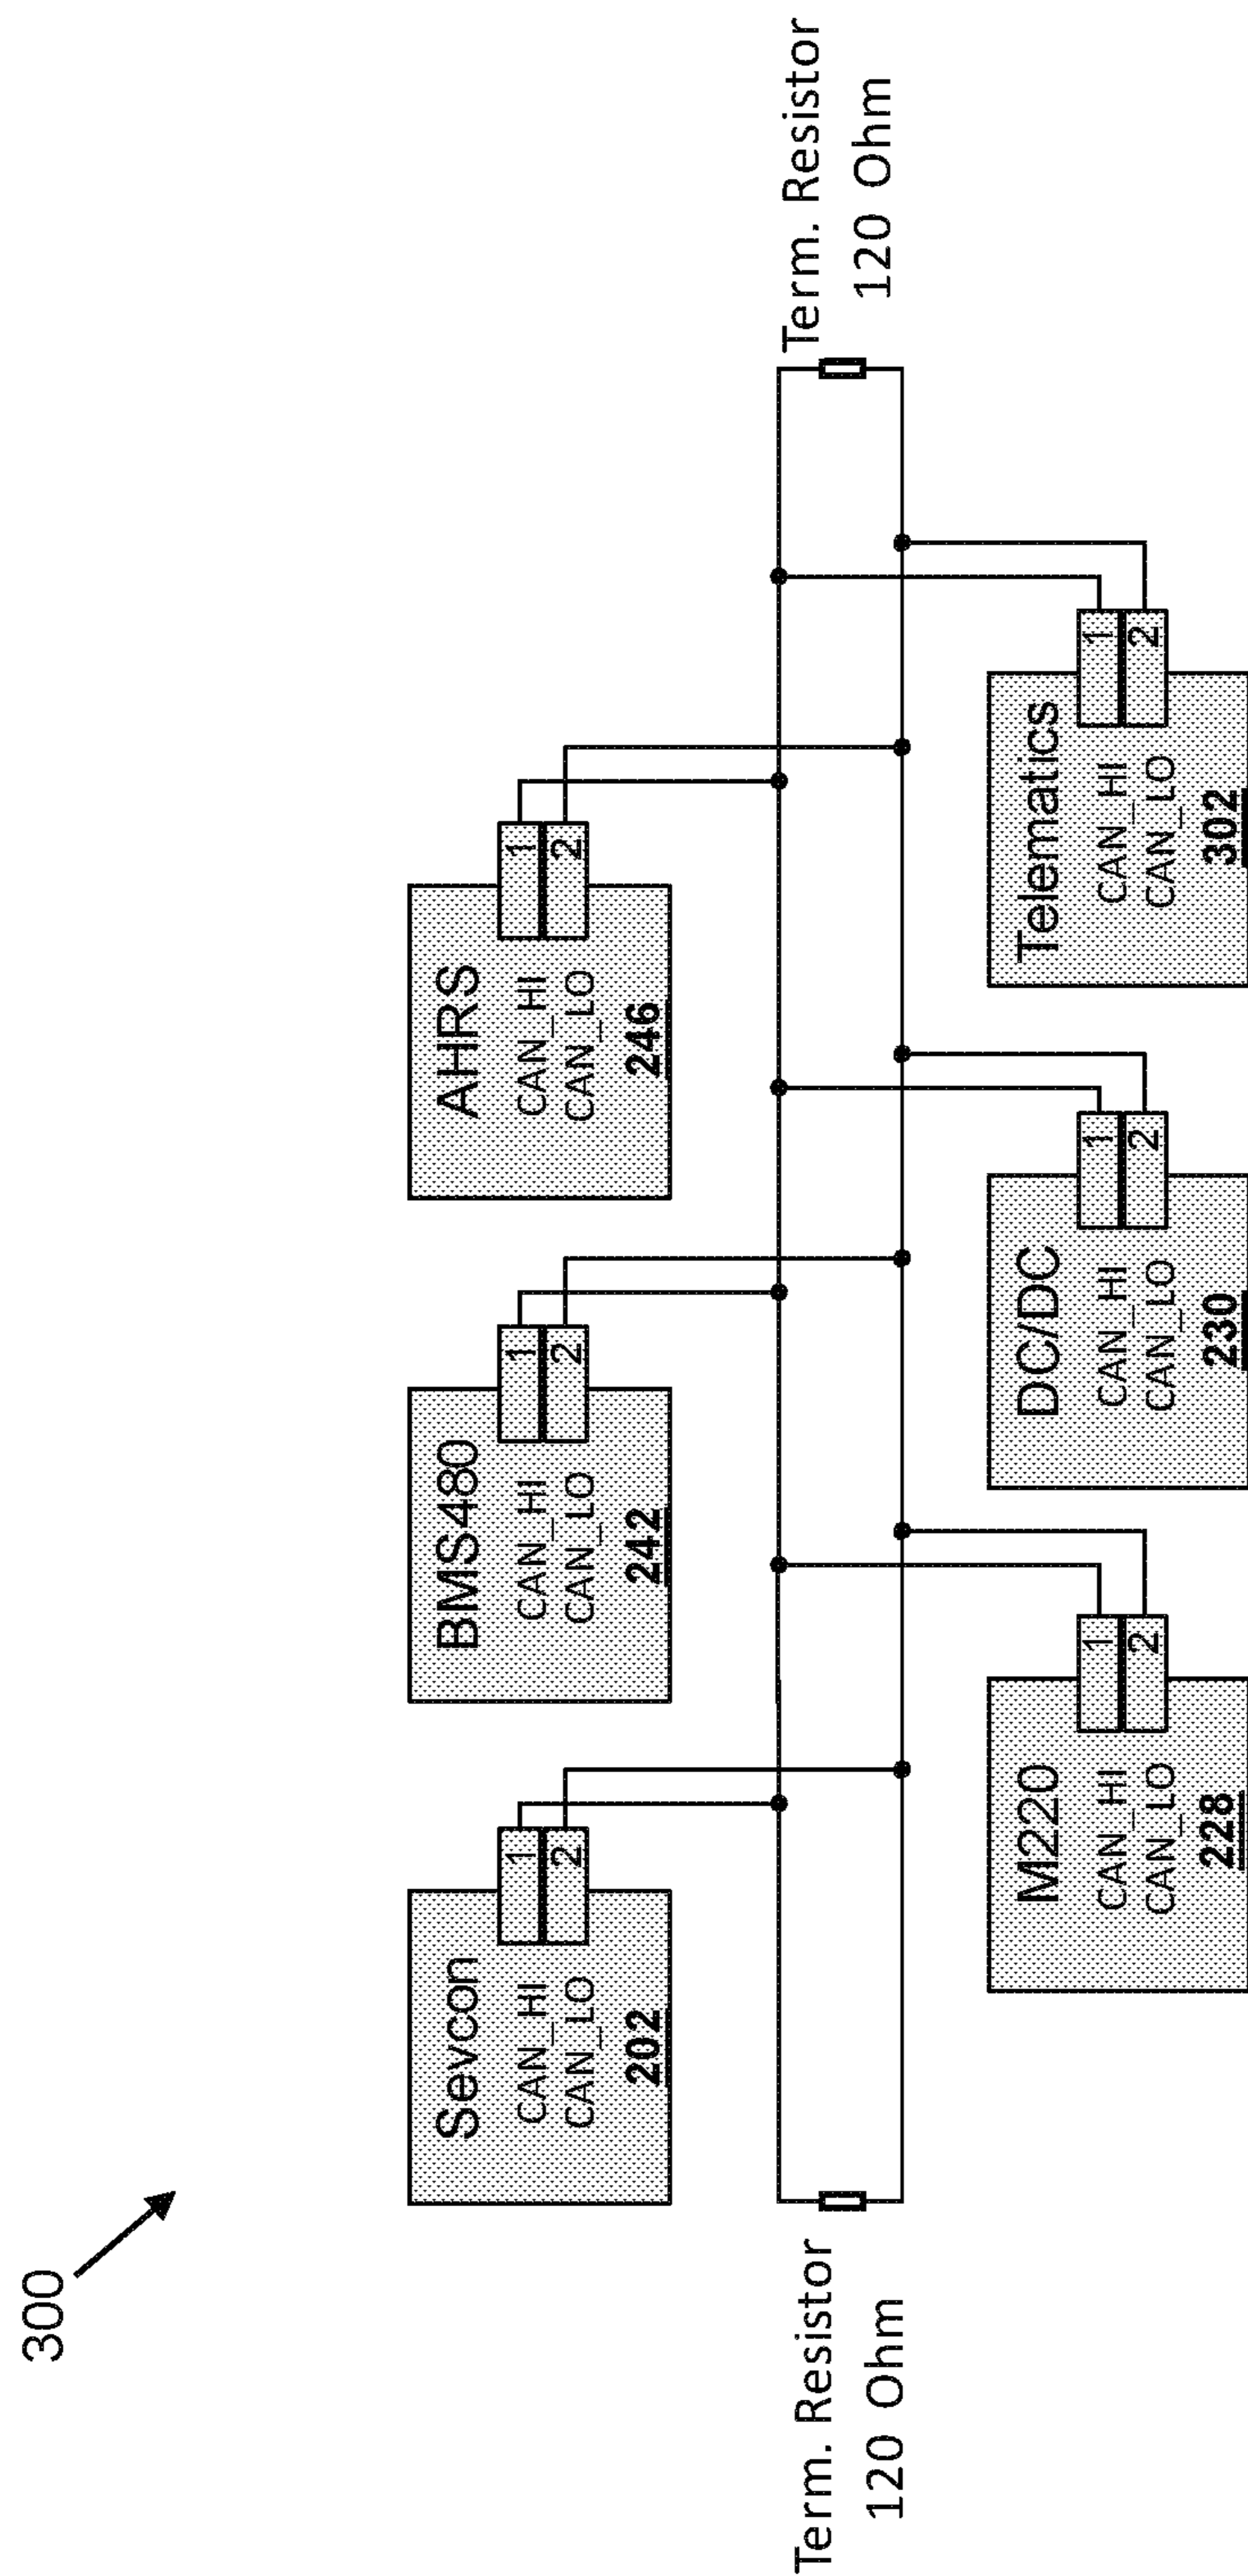 300
Sevcon
CAN_HI
CAN_LO
202
1
2
BMS480
CAN_HI
CAN_LO
242
1
2
AHRS
CAN_HI
CAN_LO
246
1
2
Term. Resistor
120 Ohm
Term. Resistor
120 Ohm
M220
CAN_HI
CAN_LO
228
1
2
DC/DC
CAN_HI
CAN_LO
230
1
2
Telematics
CAN_HI
CAN_LO
302
1
2